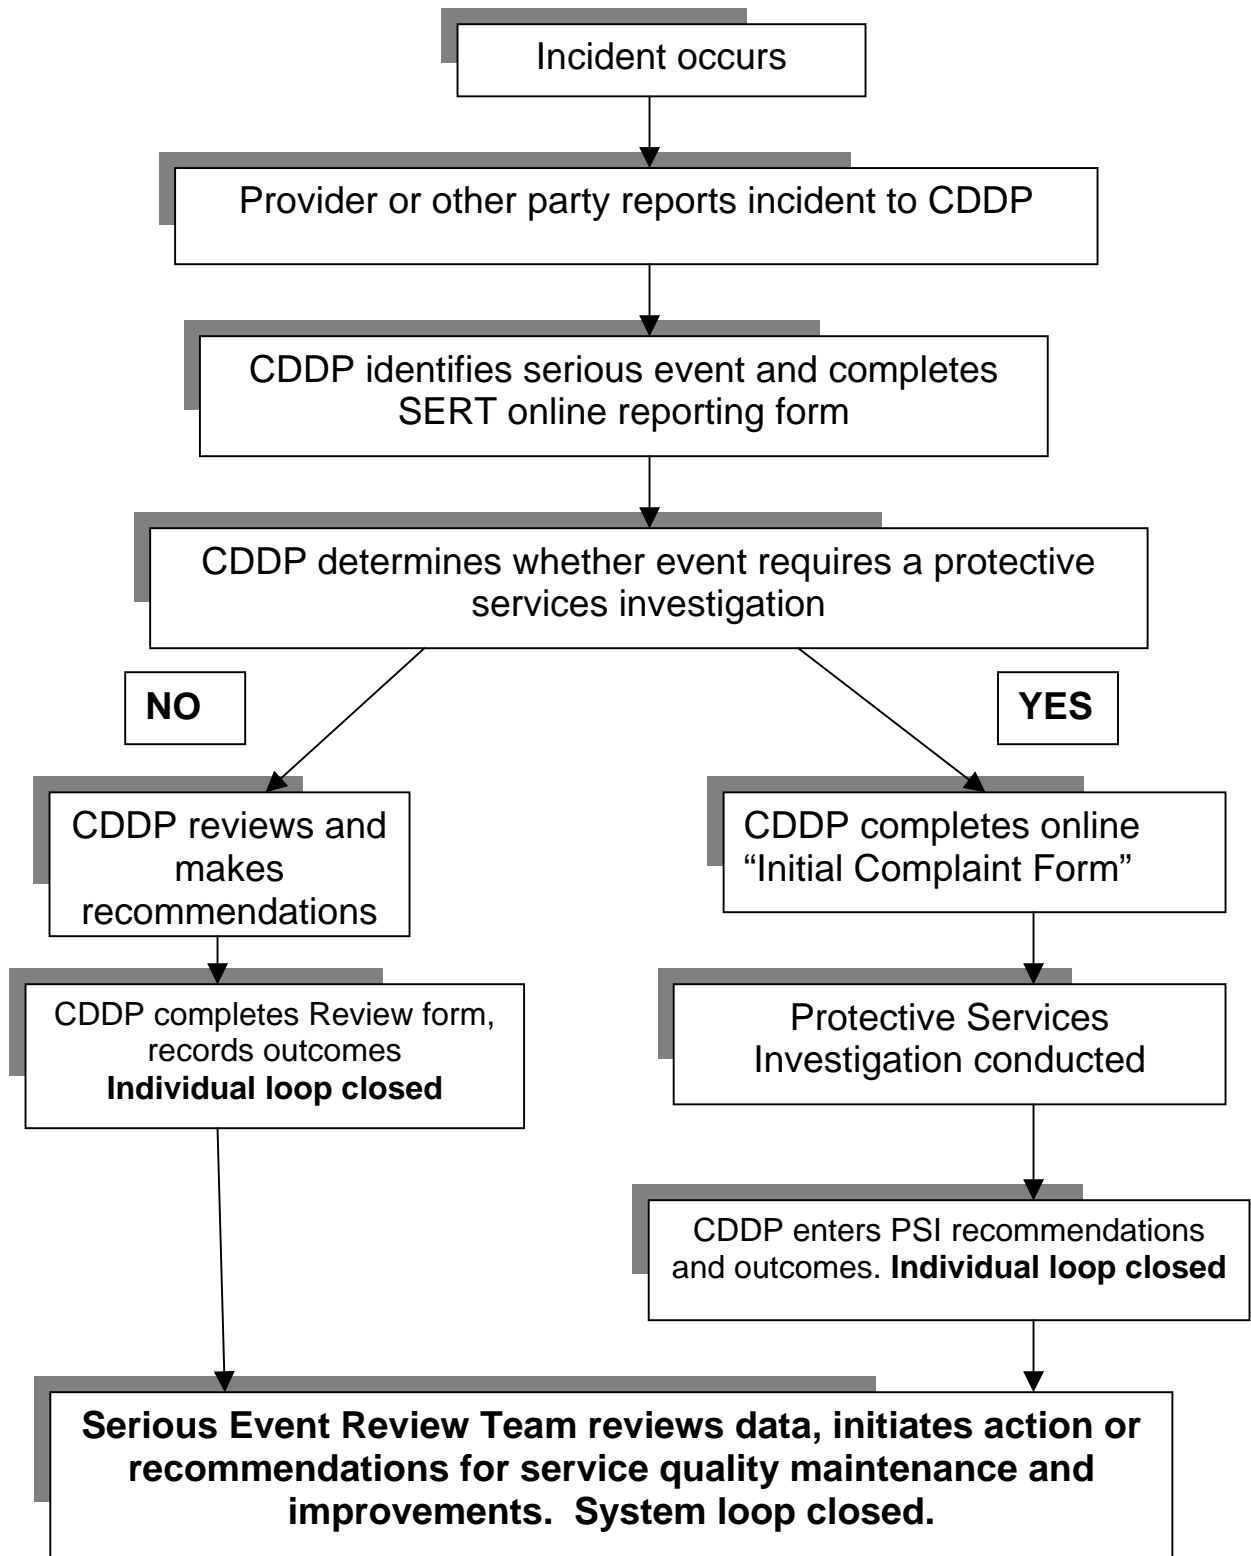 Incident occurs
Provider or other party reports incident to CDDP
CDDP identifies serious event and completes
SERT online reporting form
CDDP determines whether event requires a protective
services investigation
NO
YES
CDDP reviews and
makes
recommendations
CDDP completes online
“Initial Complaint Form”
CDDP completes Review form,
records outcomes
Individual loop closed
Protective Services
Investigation conducted
CDDP enters PSI recommendations
and outcomes. Individual loop closed
Serious Event Review Team reviews data, initiates action or
recommendations for service quality maintenance and
improvements.  System loop closed.